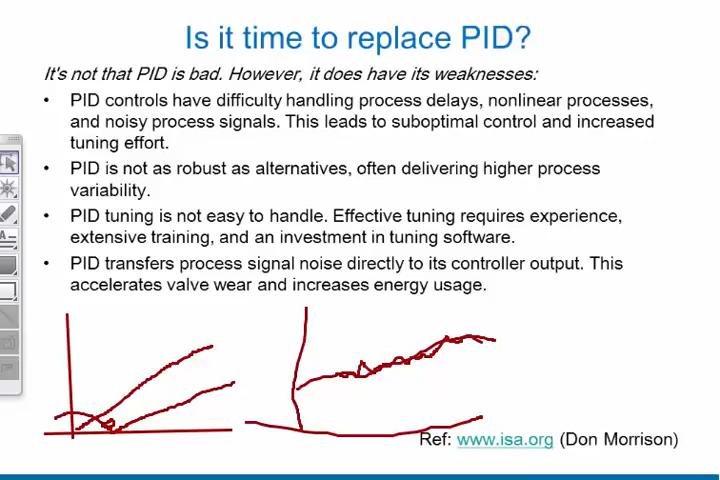 Is it time to replace PID?
It's not that PID is bad. However, it does have its weaknesses:
• PID controls have difficulty handling process delays, nonlinear processes,
and noisy process signals. This leads to suboptimal control and increased
tuning effort.
• PID is not as robust as alternatives, often delivering higher process
variability.
• PID tuning is not easy to handle. Effective tuning requires experience,
extensive training, and an investment in tuning software.
• PID transfers process signal noise directly to its controller output. This
accelerates valve wear and increases energy usage.
Ref: www.isa.org (Don Morrison)